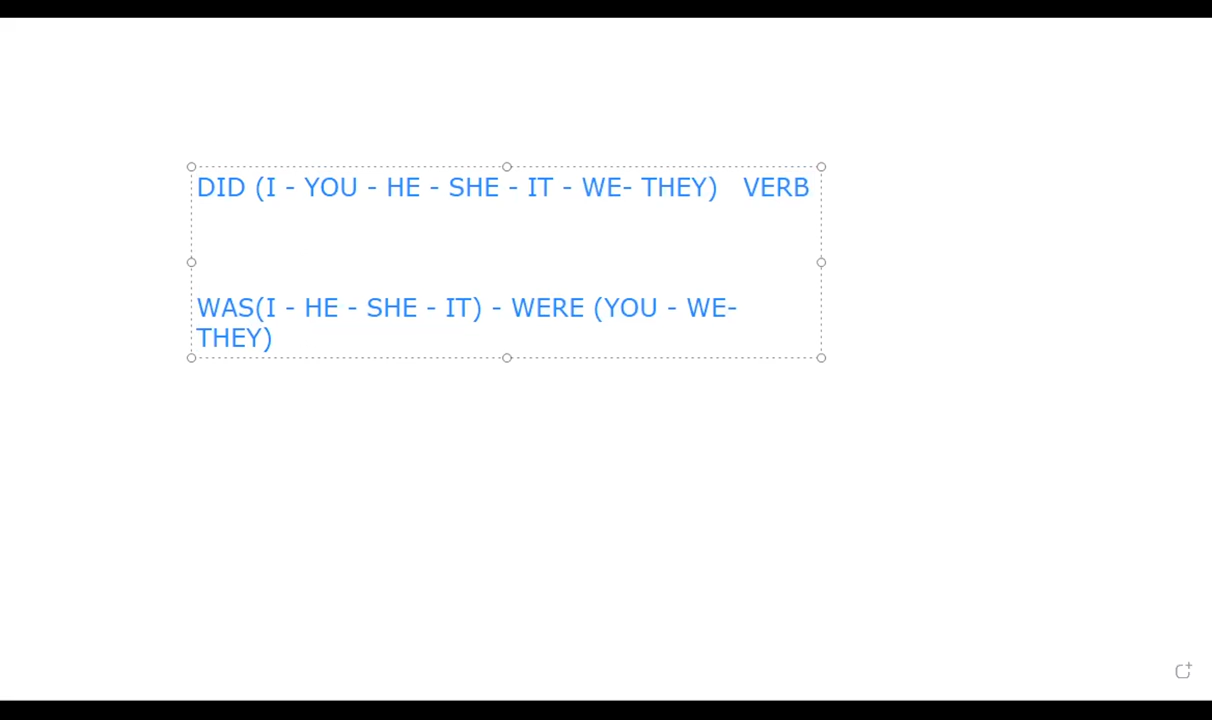 DID (I - YOU - HE - SHE - IT - WE- THEY)   VERB
WAS(I - HE - SHE - IT) - WERE (YOU - WE-
THEY)